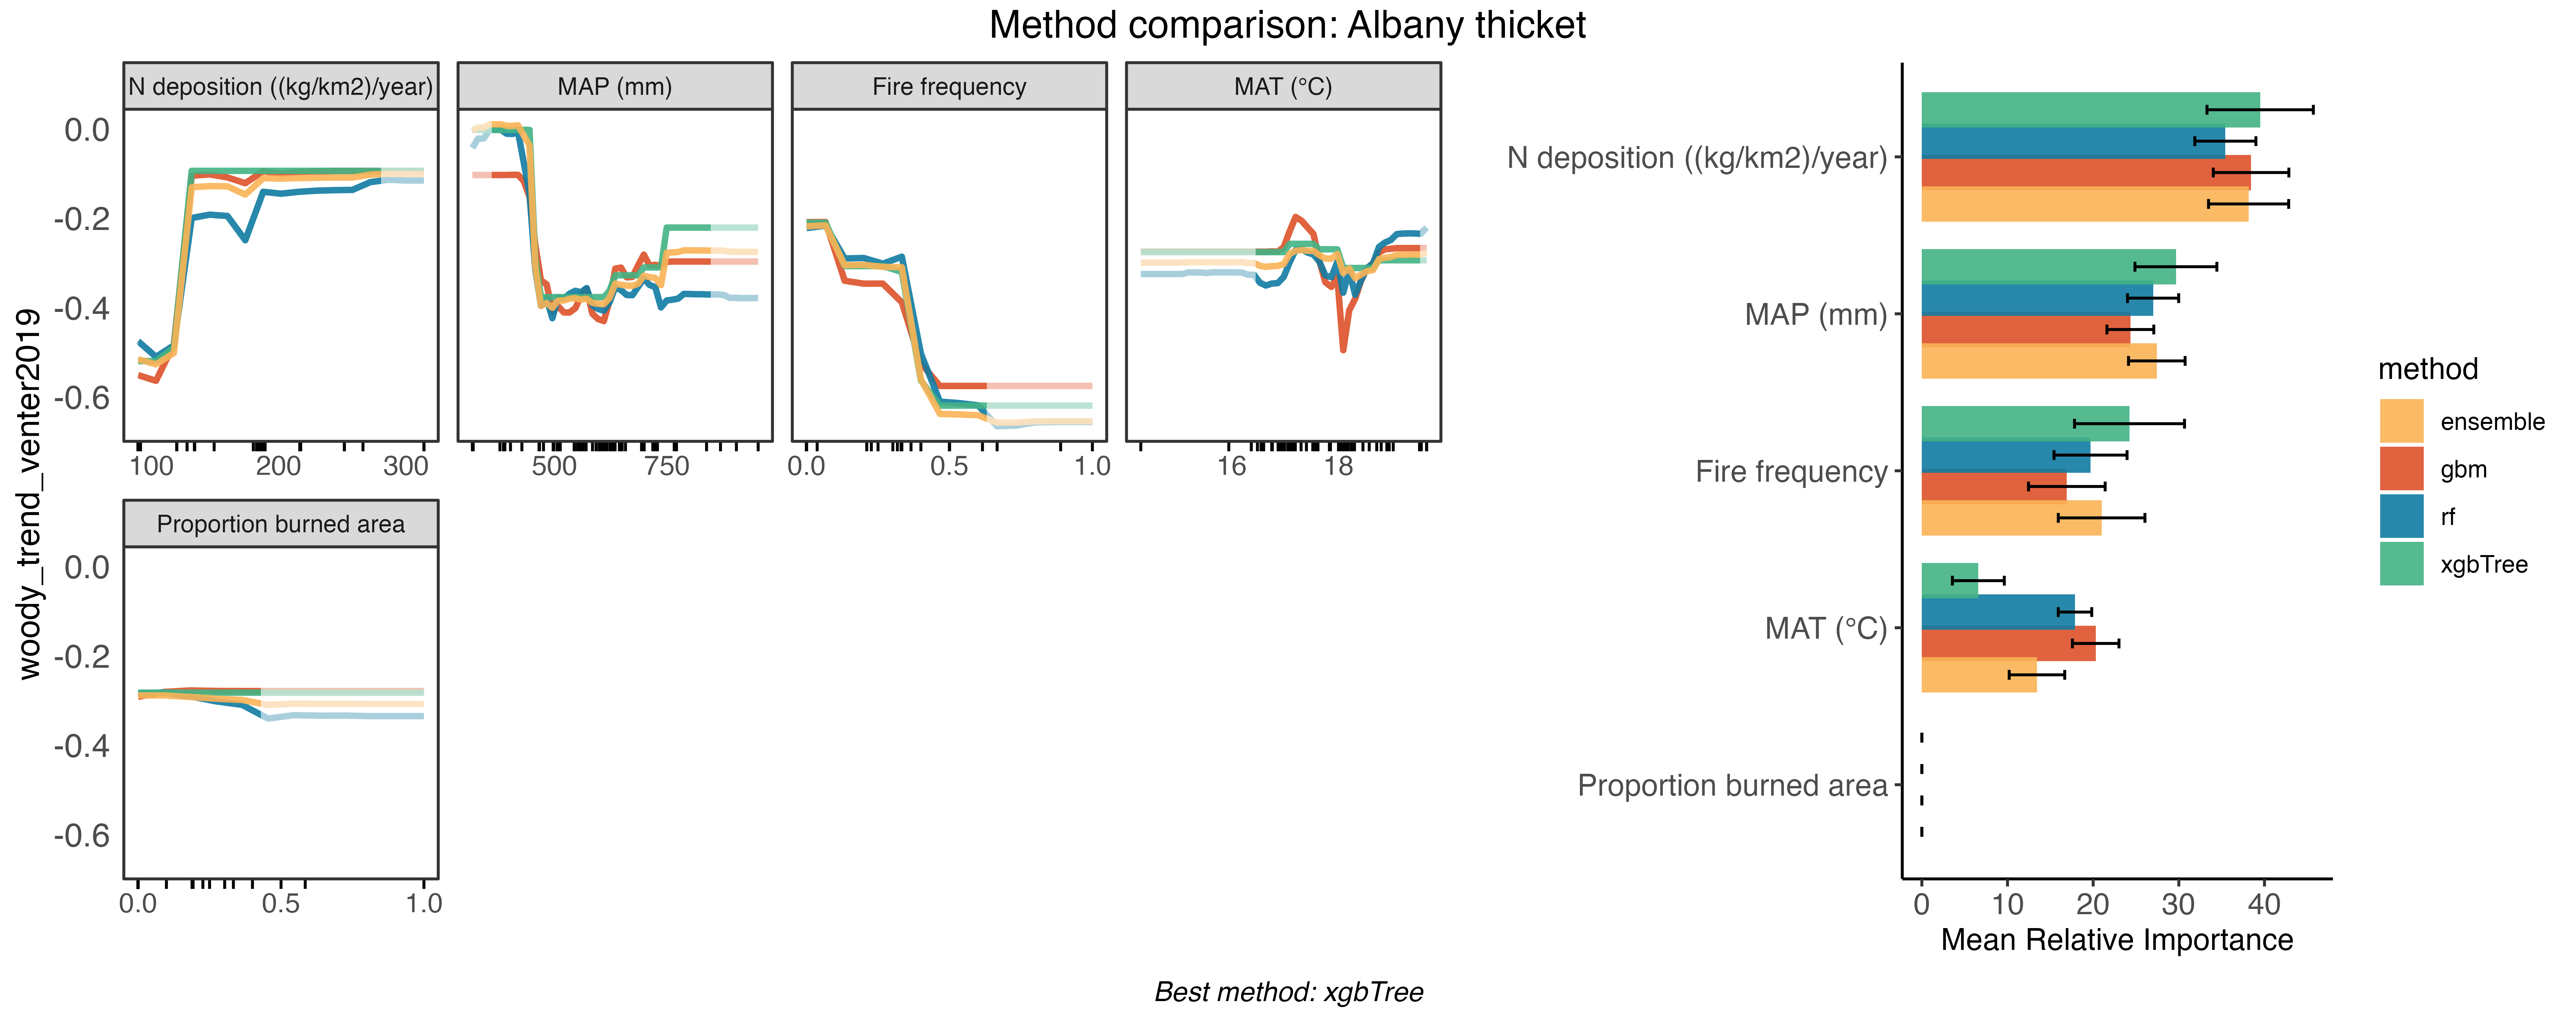 Method comparison: Albany thicket
N deposition ((kg/km2)/year)
MAP (mm)
Fire frequency
MAT (°C)
0.0
-0.2
-0.4
-0.6
100 200 300
500 750
0.0 0.5 1.0
16 18
Proportion burned area
0.0
-0.2
-0.4
-0.6
0.0 0.5 1.0
woody_trend_venter2019
N deposition ((kg/km2)/year)
MAP (mm)
Fire frequency
MAT (°C)
Proportion burned area
0 10 20 30 40
Mean Relative Importance
method
ensemble
gbm
rf
xgbTree
Best method: xgbTree